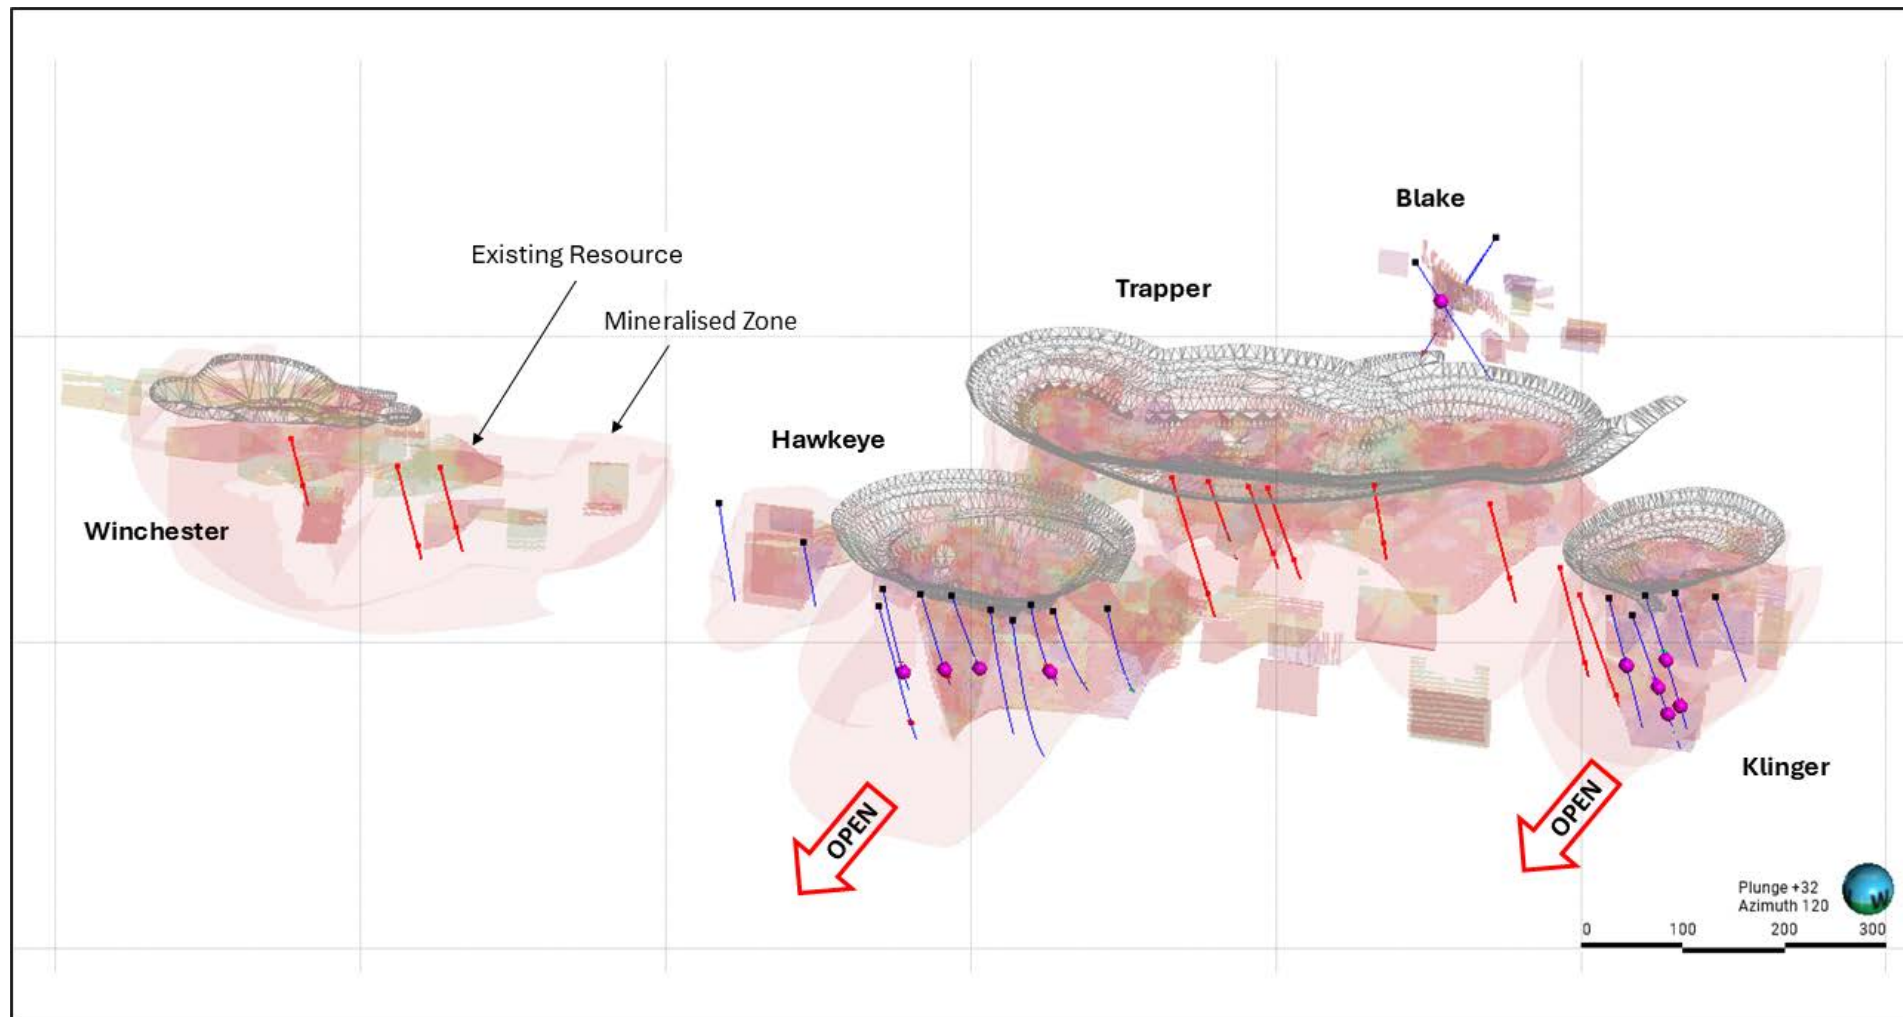 Blake
Existing Resource
Trapper
Mineralised Zone
Hawkeye
Winchester
Klinger
OPEN
OPEN
Plunge +32
Azimuth 120
W
0 100 200 300